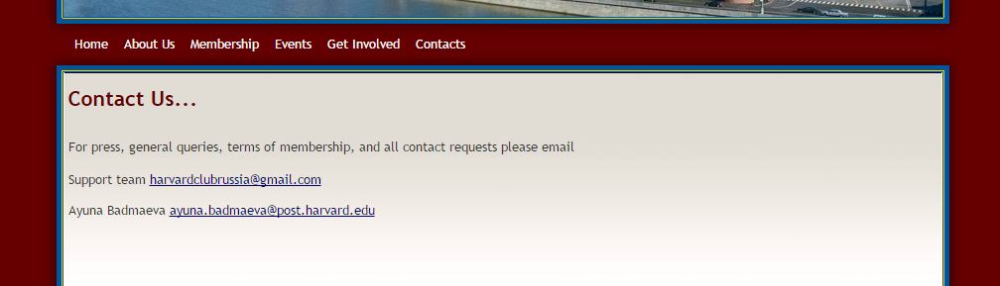 Home About Us Membership Events Get Involved Contacts
Contact Us...
For press, general queries, terms of membership, and all contact requests please email
Support team harvardclubrussia@gmail.com
Ayuna Badmaeva ayuna.badmaeva@post.harvard.edu